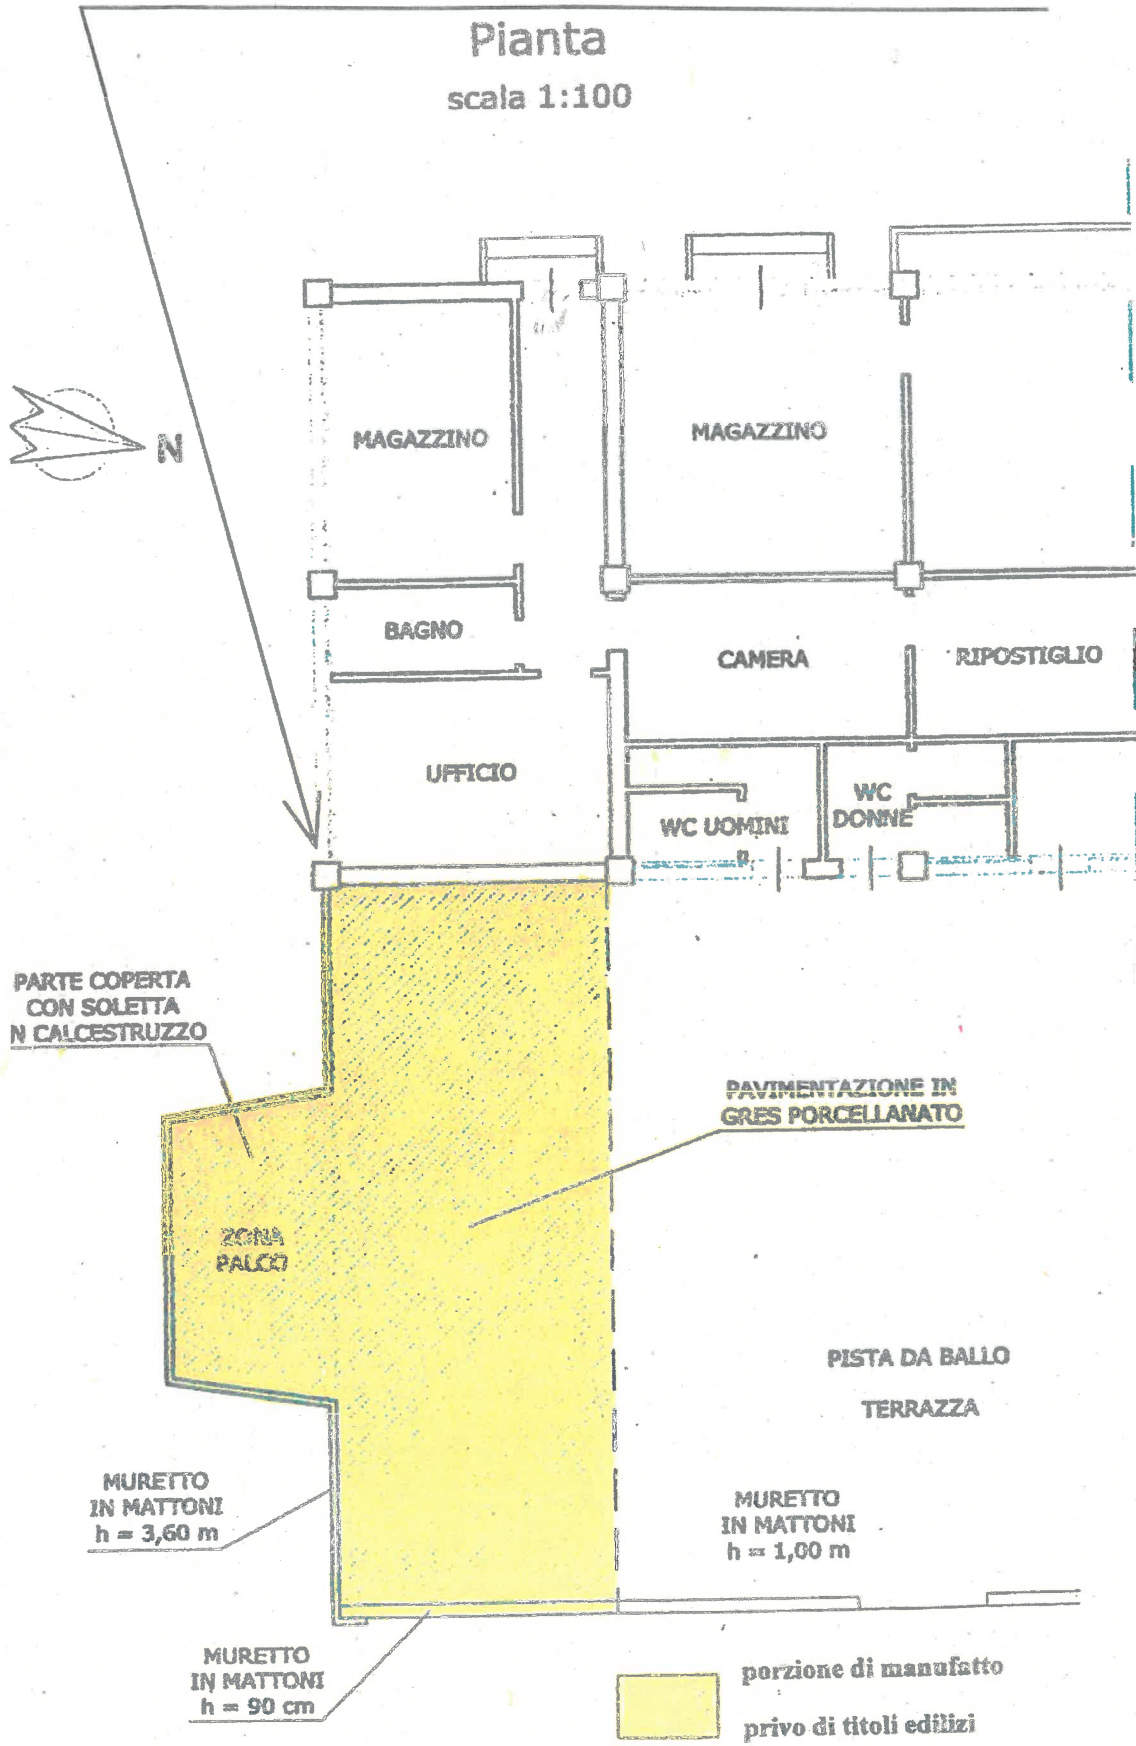 Pianta
scala 1:100
MAGAZZINO
MAGAZZINO
N
BAGNO
CAMERA
RIPOSTIGLIO
UFFICIO
WC UOMINI
WC
DONNE
PARTE COPERTA
CON SOLETTA
N CALCESTRUZZO
PAVIMENTAZIONE IN
GRES PORCELLANATO
ZONA
PALCO
PISTA DA BALLO
TERRAZZA
MURETTO
IN MATTONI
h = 3,60 m
MURETTO
IN MATTONI
h = 1,00 m
MURETTO
IN MATTONI
h = 90 cm
porzione di manufatto
privo di titoli edilizi